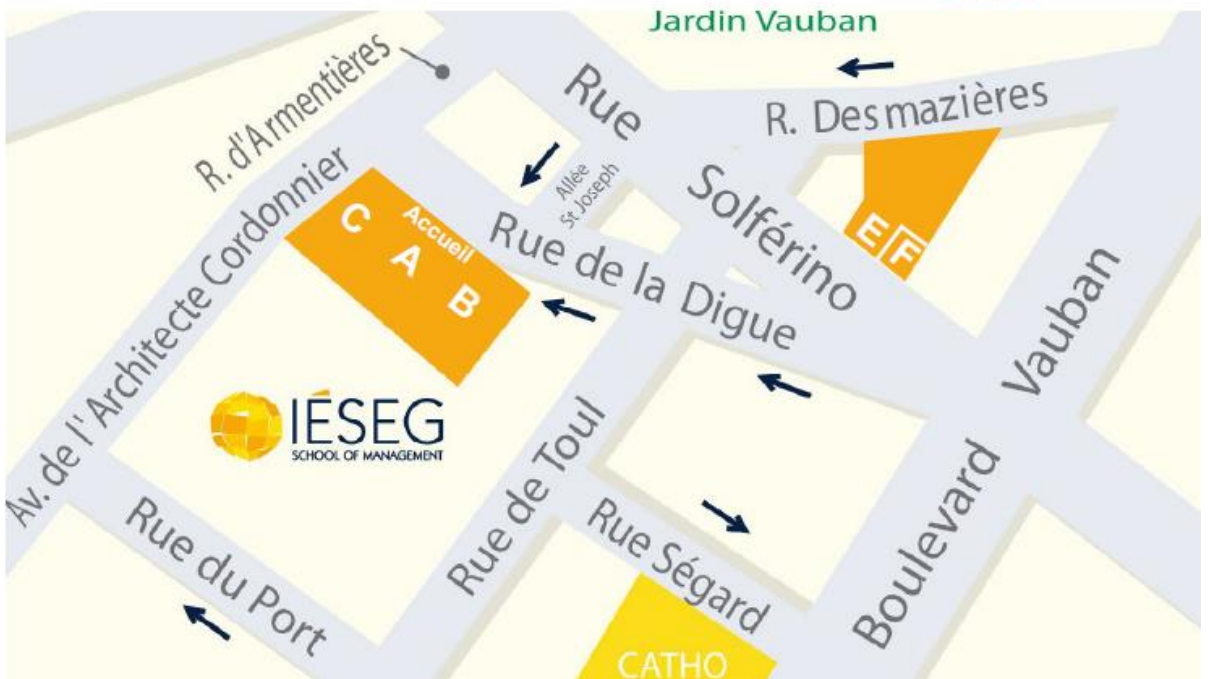 Jardin Vauban
R. d'Armentières
Rue Solférino
R. Desmazières
Allée
St Joseph
Av. de l'Architecte Cordonnier
C
Accueil
A
B
Rue de la Digue
E
F
Boulevard Vauban
IÉSEG
SCHOOL OF MANAGEMENT
Rue de Toul
Rue du Port
Rue Ségard
CATHO